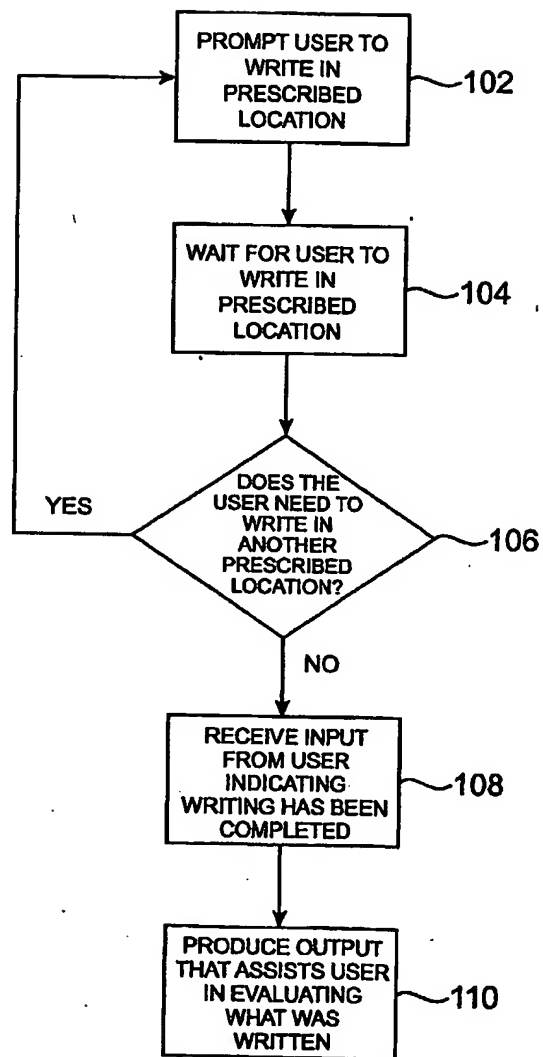 PROMPT USER TO
WRITE IN
PRESCRIBED
LOCATION
102
WAIT FOR USER TO
WRITE IN
PRESCRIBED
LOCATION
104
DOES THE
USER NEED TO
WRITE IN
ANOTHER
PRESCRIBED
LOCATION?
YES
106
NO
RECEIVE INPUT
FROM USER
INDICATING
WRITING HAS BEEN
COMPLETED
108
PRODUCE OUTPUT
THAT ASSISTS USER
IN EVALUATING
WHAT WAS
WRITTEN
110